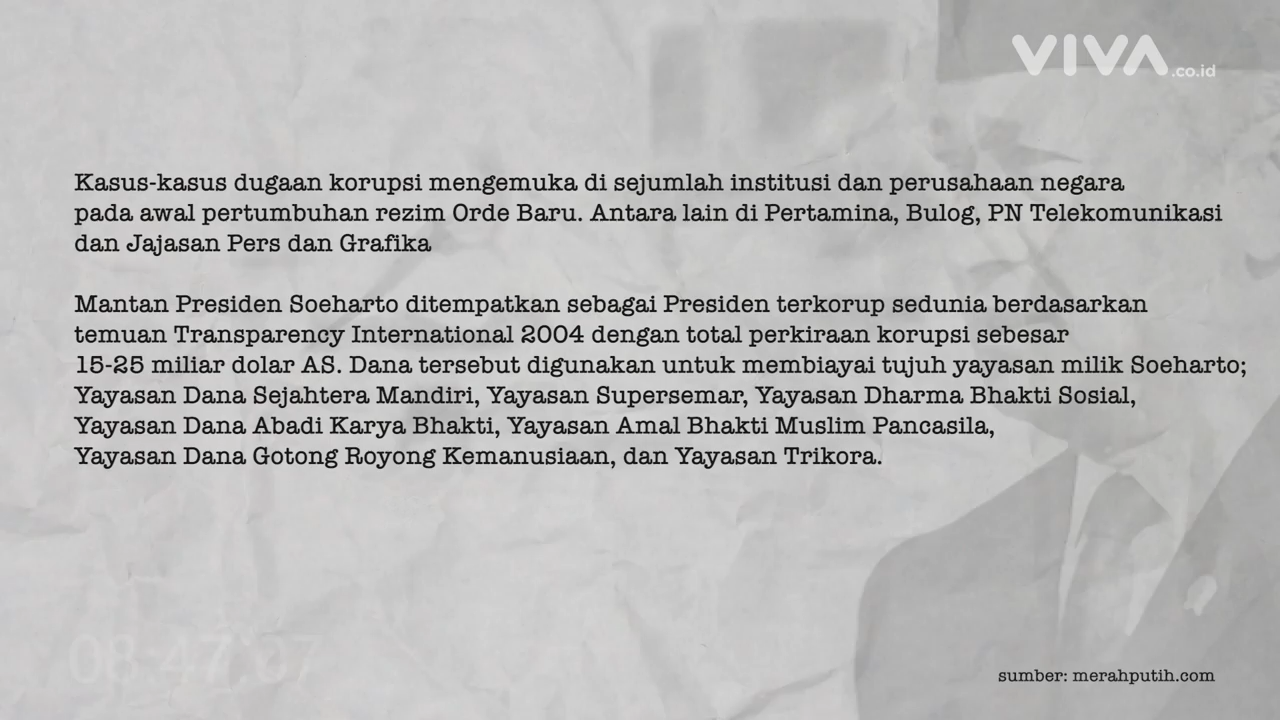 VIVA.co.id
Kasus-kasus dugaan korupsi mengemuka di sejumlah institusi dan perusahaan negara
pada awal pertumbuhan rezim Orde Baru. Antara lain di Pertamina, Bulog, PN Telekomunikasi
dan Jajasan Pers dan Grafika
Mantan Presiden Soeharto ditempatkan sebagai Presiden terkorup sedunia berdasarkan
temuan Transparency International 2004 dengan total perkiraan korupsi sebesar
15-25 miliar dolar AS. Dana tersebut digunakan untuk membiayai tujuh yayasan milik Soeharto;
Yayasan Dana Sejahtera Mandiri, Yayasan Supersemar, Yayasan Dharma Bhakti Sosial,
Yayasan Dana Abadi Karya Bhakti, Yayasan Amal Bhakti Muslim Pancasila,
Yayasan Dana Gotong Royong Kemanusiaan, dan Yayasan Trikora.
sumber: merahputih.com